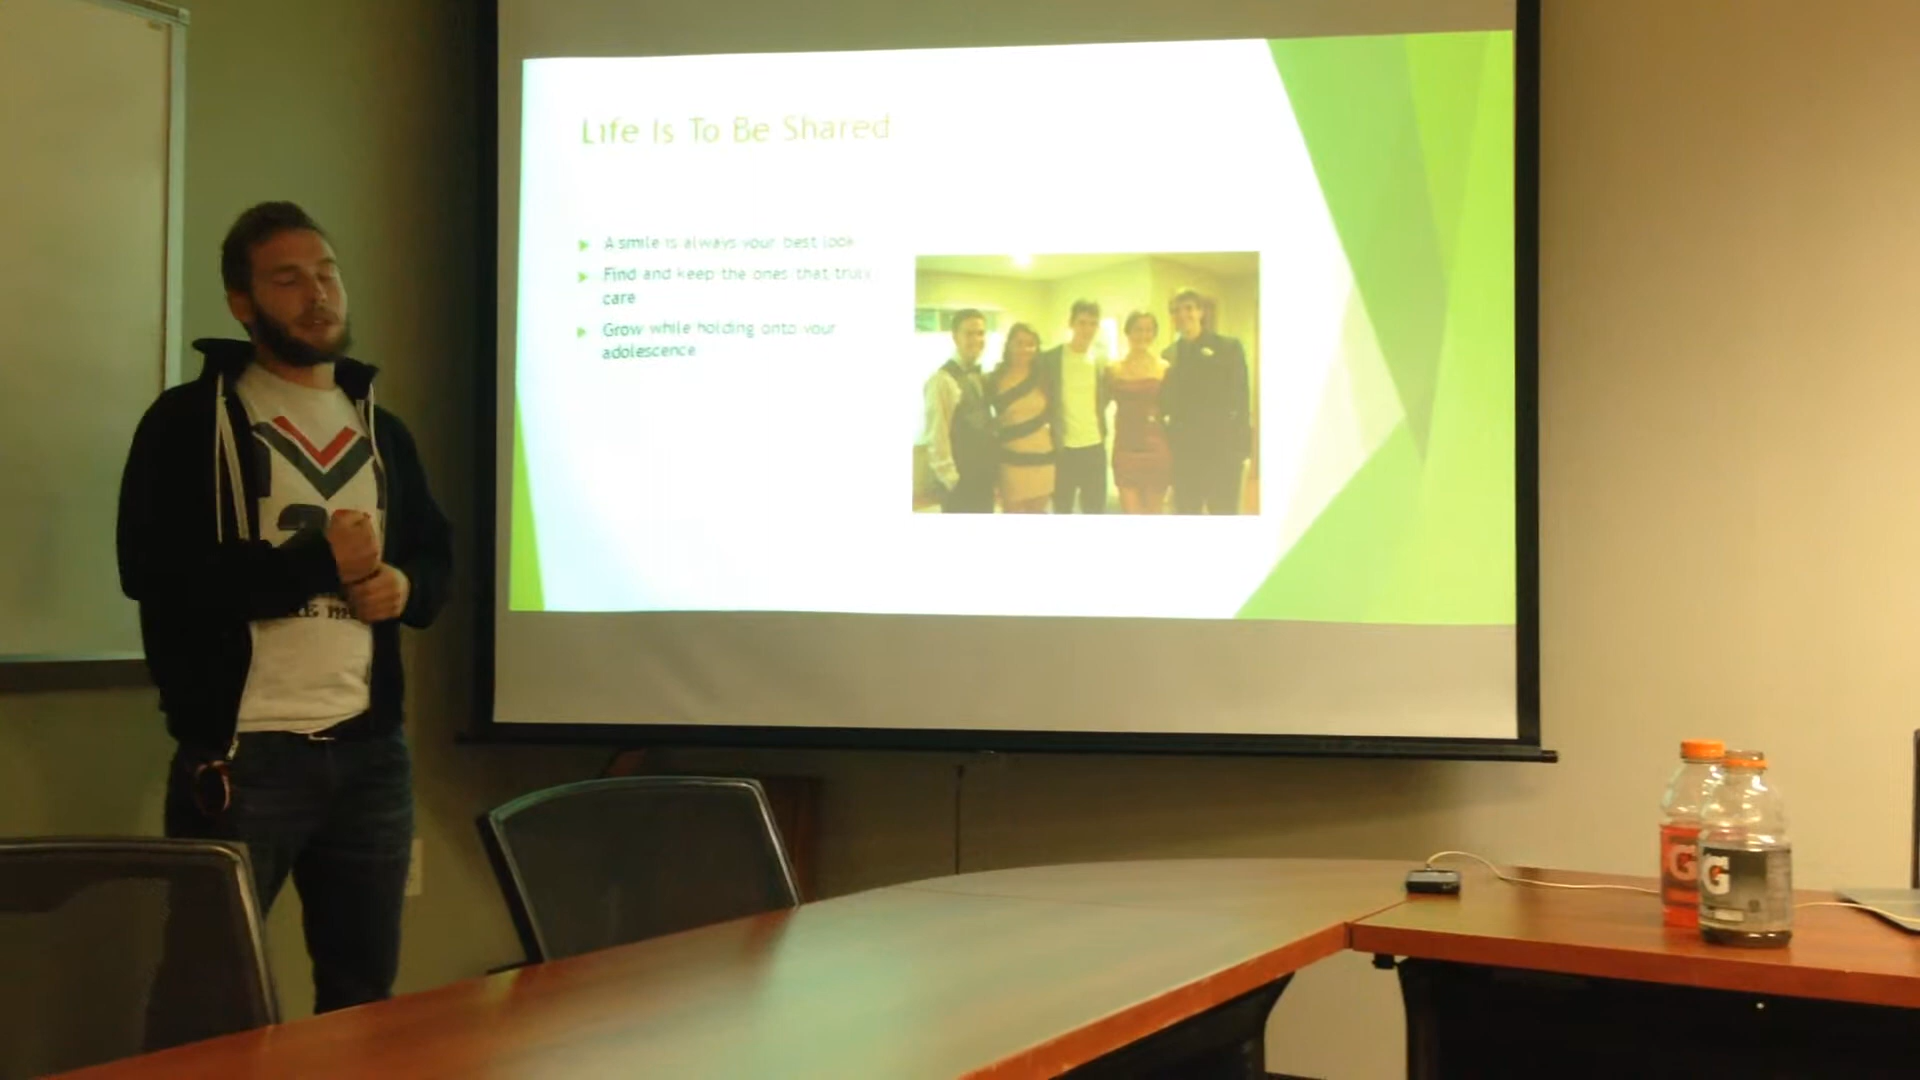 Life Is To Be Shared
A smile is always your best look
Find and keep the ones that truly
care
Grow while holding onto your
adolescence
G
G